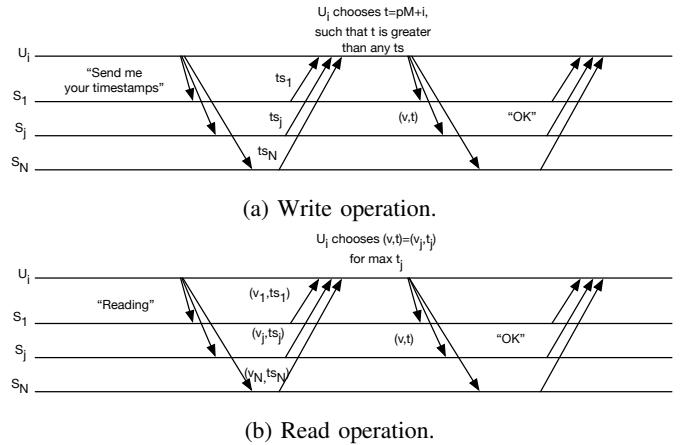 U_i chooses t=pM+i,
such that t is greater
than any ts
U_i
"Send me
your timestamps"
ts_1
S_1
(v,t)
"OK"
ts_j
S_j
ts_N
S_N
(a) Write operation.
U_i chooses (v,t)=(v_j,t_j)
for max t_j
U_i
"Reading"
(v_1,ts_1)
S_1
(v_j,ts_j)
(v,t)
"OK"
S_j
(v_N,ts_N)
S_N
(b) Read operation.